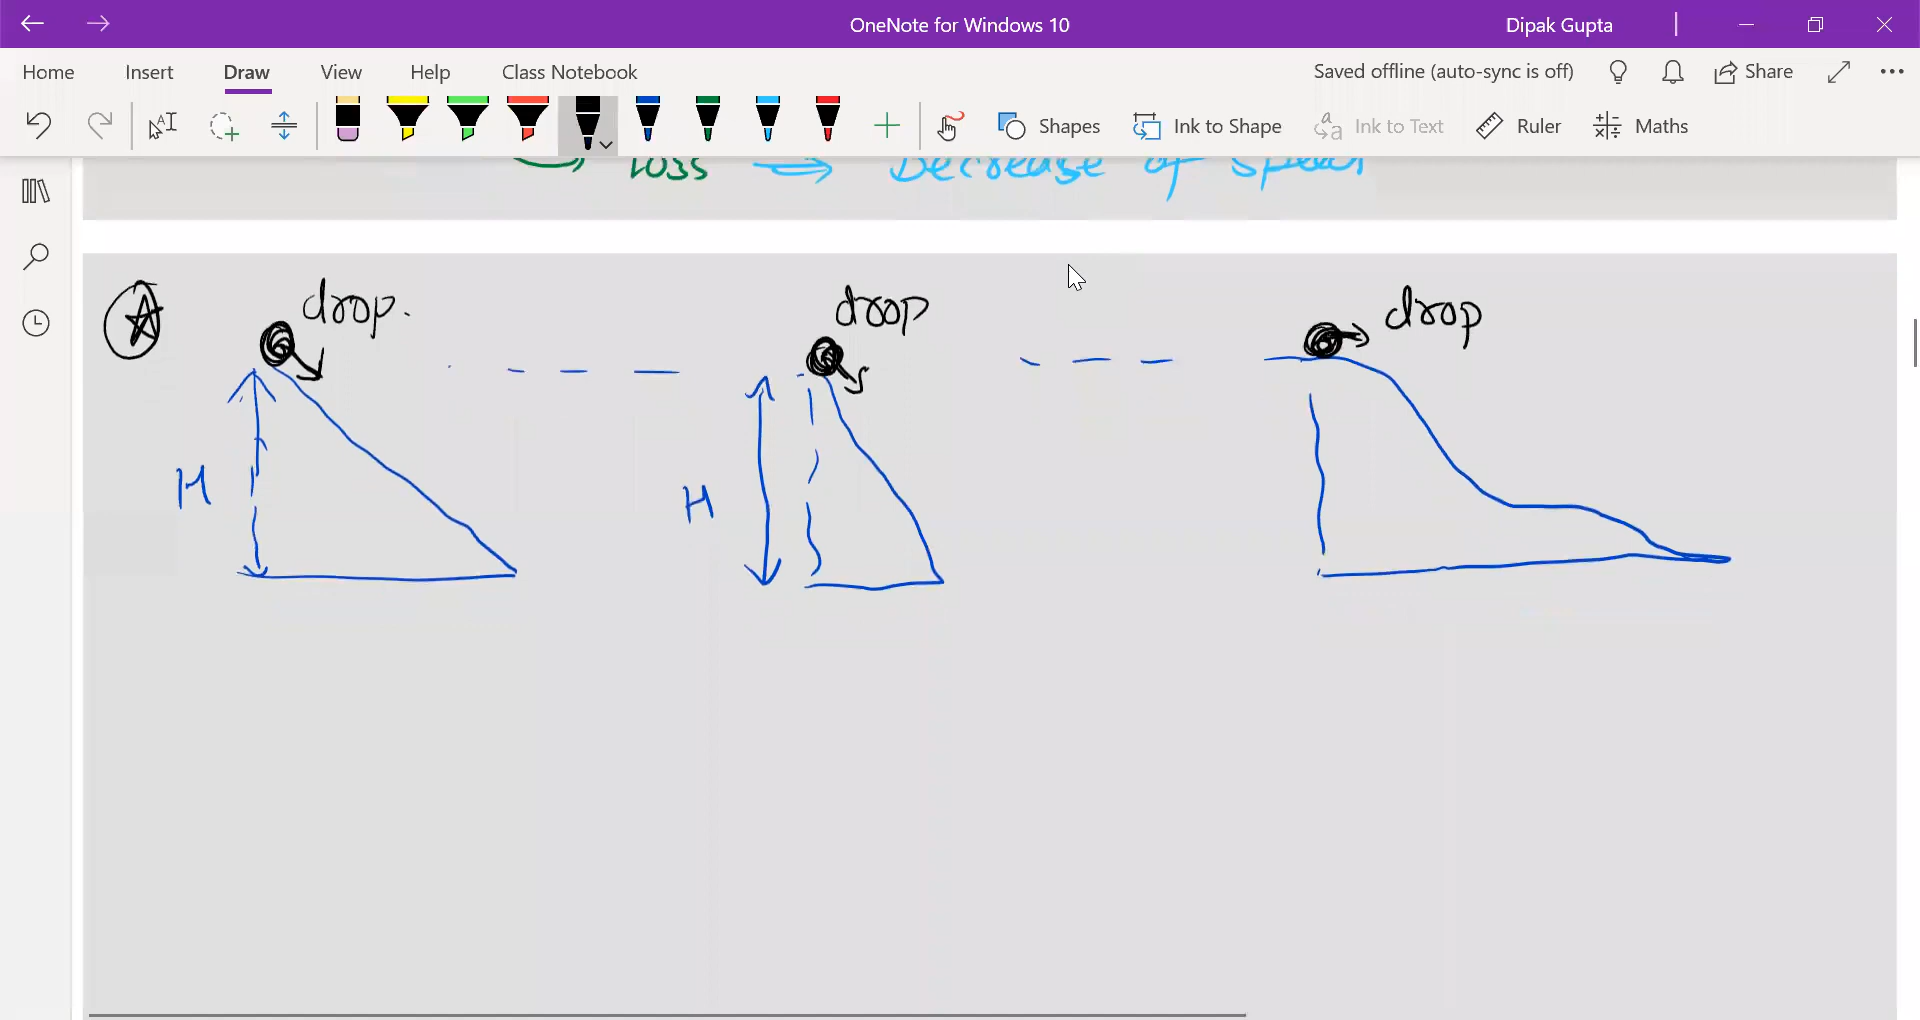 OneNote for Windows 10
Dipak Gupta
Home Insert Draw View Help Class Notebook
Saved offline (auto-sync is off) Share
Shapes Ink to Shape Ink to Text Ruler Maths
Loss ⇒ Decrease of speed
drop. drop drop
H H